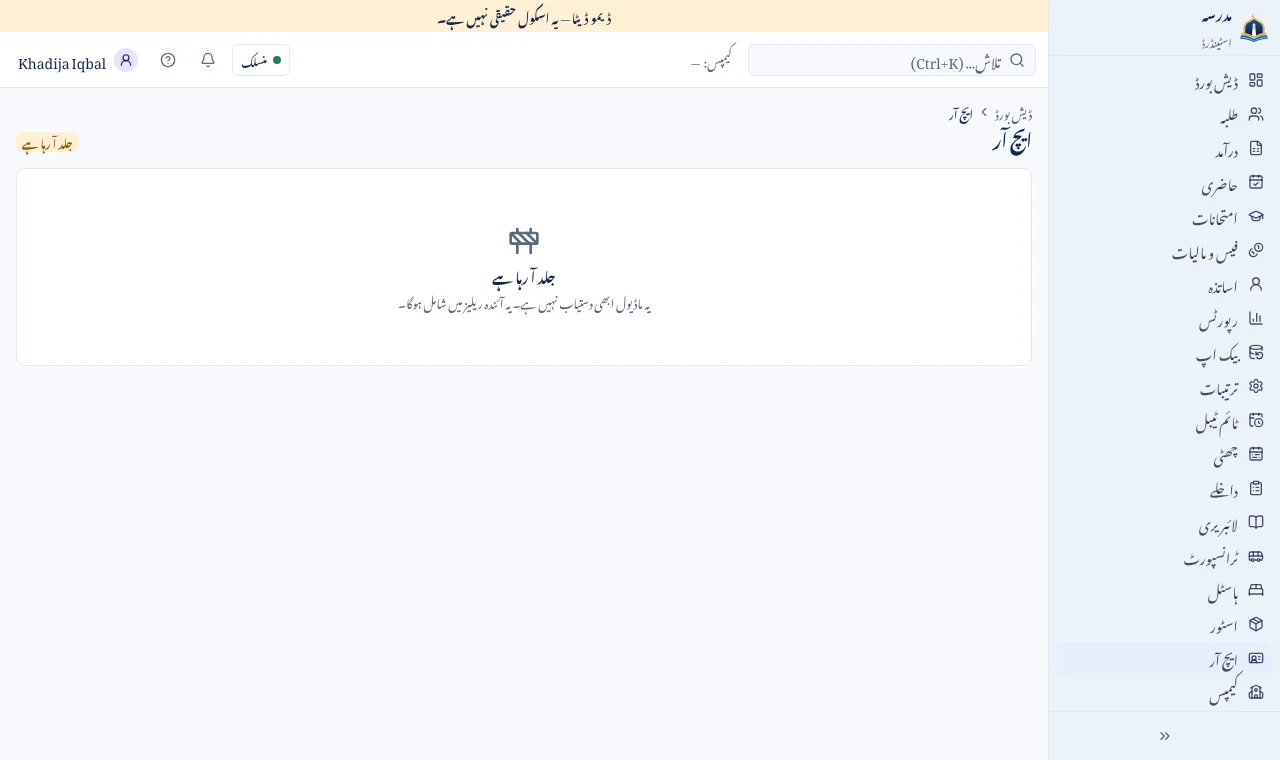 ڈیمو ڈیٹا — یہ اسکول حقیقی نہیں ہے۔
مدرسہ
اسٹینڈرڈ
تلاش... (Ctrl+K)
کیمپس: —
منسلک
Khadija Iqbal
ڈیش بورڈ
طلبہ
درآمد
حاضری
امتحانات
فیس و مالیات
اساتذہ
رپورٹس
بیک اپ
ترتیبات
ٹائم ٹیبل
چھٹی
داخلے
لائبریری
ٹرانسپورٹ
ہاسٹل
اسٹور
ایچ آر
کیمپس
ڈیش بورڈ
ایچ آر
ایچ آر
جلد آ رہا ہے
جلد آ رہا ہے
یہ ماڈیول ابھی دستیاب نہیں ہے۔ یہ آئندہ ریلیز میں شامل ہوگا۔